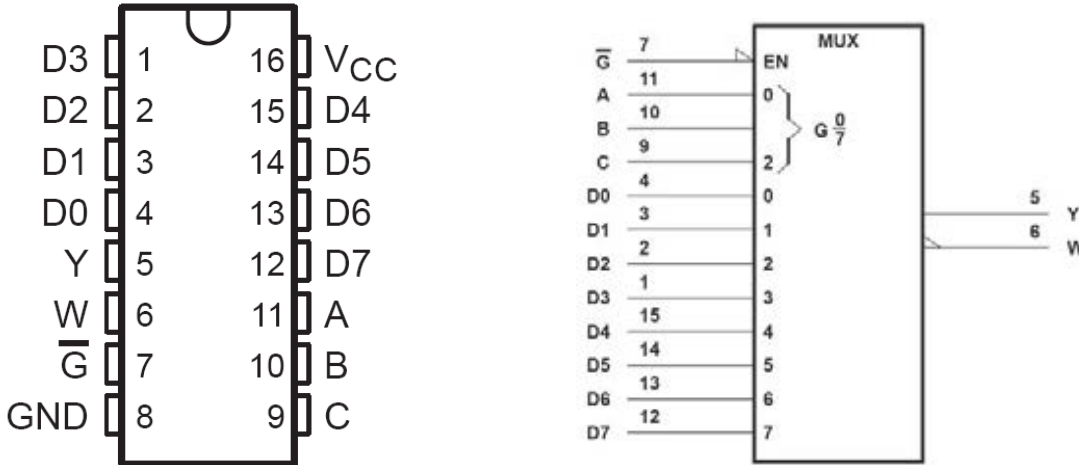 D3 1 16 VCC
D2 2 15 D4
D1 3 14 D5
D0 4 13 D6
Y 5 12 D7
W 6 11 A
G̅ 7 10 B
GND 8 9 C
MUX
G̅ 7 EN
A 11 0
B 10 G 0/7
C 9 2
D0 4 0
D1 3 1
D2 2 2
D3 1 3
D4 15 4
D5 14 5
D6 13 6
D7 12 7
5 Y
6 W